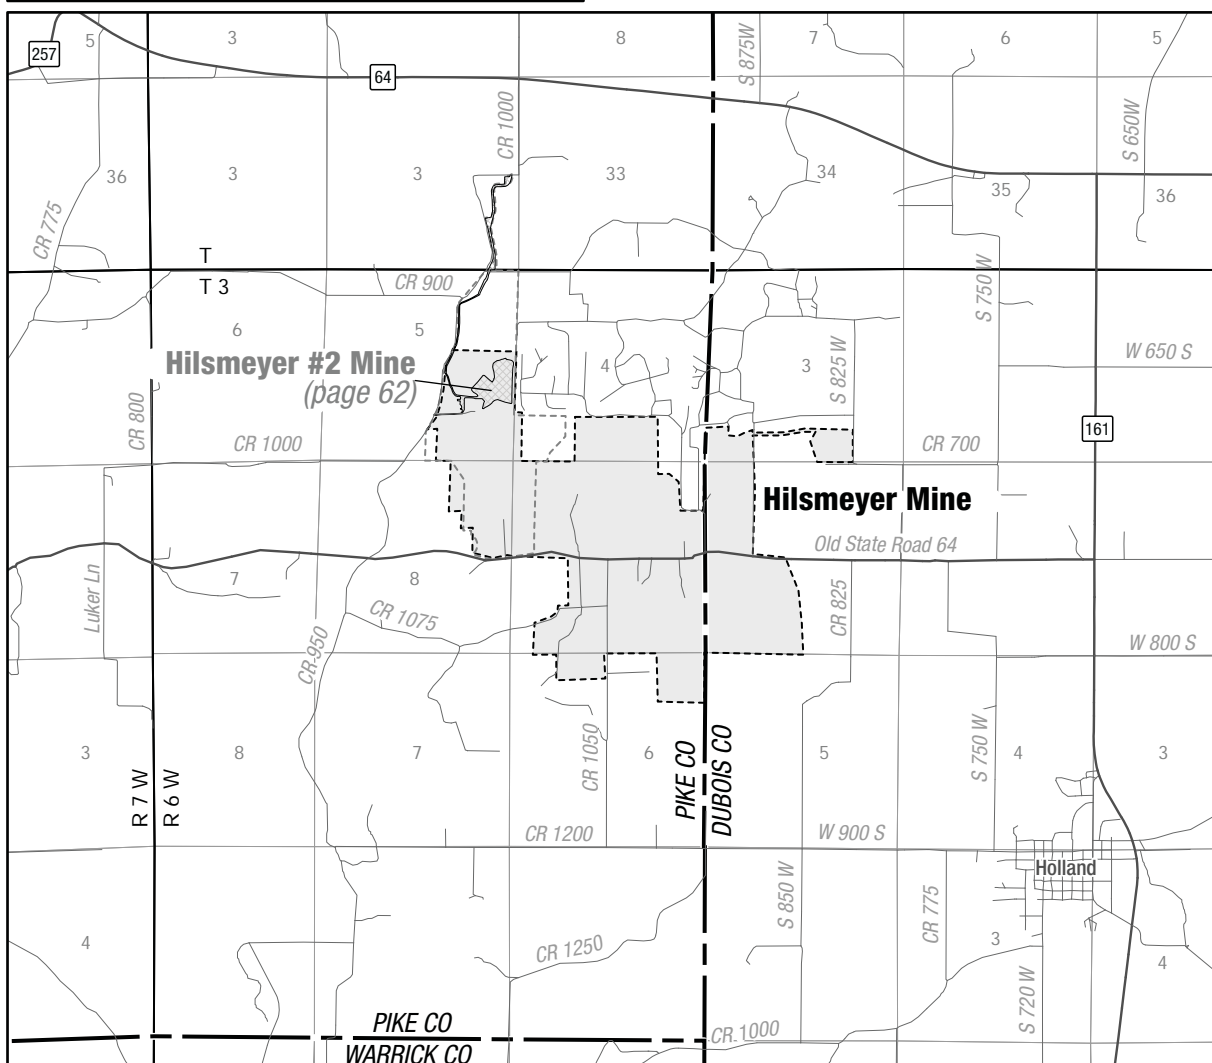 5
3
8
7
6
5
257
64
S 875W
CR 1000
S 650W
36
3
3
33
34
35
36
CR 775
T
T 3
CR 900
S 750 W
6
5
4
3
S 825 W
W 650 S
Hilsmeyer #2 Mine
(page 62)
CR 800
CR 1000
CR 700
161
Hilsmeyer Mine
Old State Road 64
Luker Ln
7
8
CR 1075
CR 950
CR 825
W 800 S
3
8
7
6
5
4
3
CR 1050
S 750 W
R 7 W
R 6 W
PIKE CO
DUBOIS CO
CR 1200
W 900 S
Holland
S 850 W
CR 775
4
3
4
CR 1250
S 720 W
PIKE CO
WARRICK CO
CR 1000